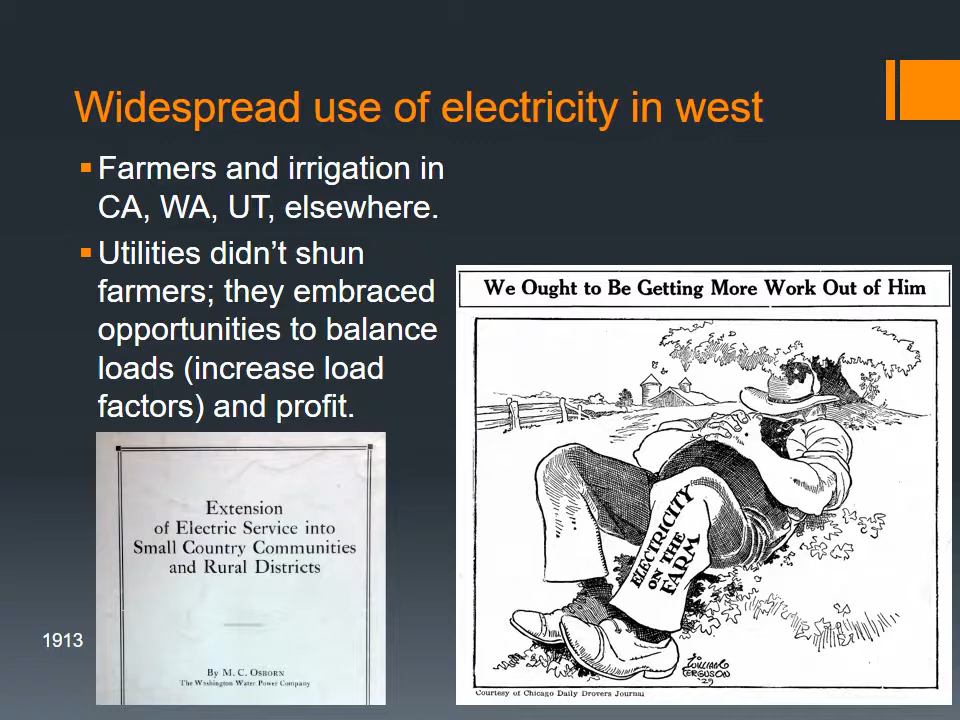 Widespread use of electricity in west
Farmers and irrigation in
CA, WA, UT, elsewhere.
Utilities didn’t shun
farmers; they embraced
opportunities to balance
loads (increase load
factors) and profit.
Extension
of Electric Service into
Small Country Communities
and Rural Districts
By M. C. Osborn
The Washington Water Power Company
1913
We Ought to Be Getting More Work Out of Him
ELECTRICITY
ON THE
FARM
FERGUSON
'29
Courtesy of Chicago Daily Drovers Journal